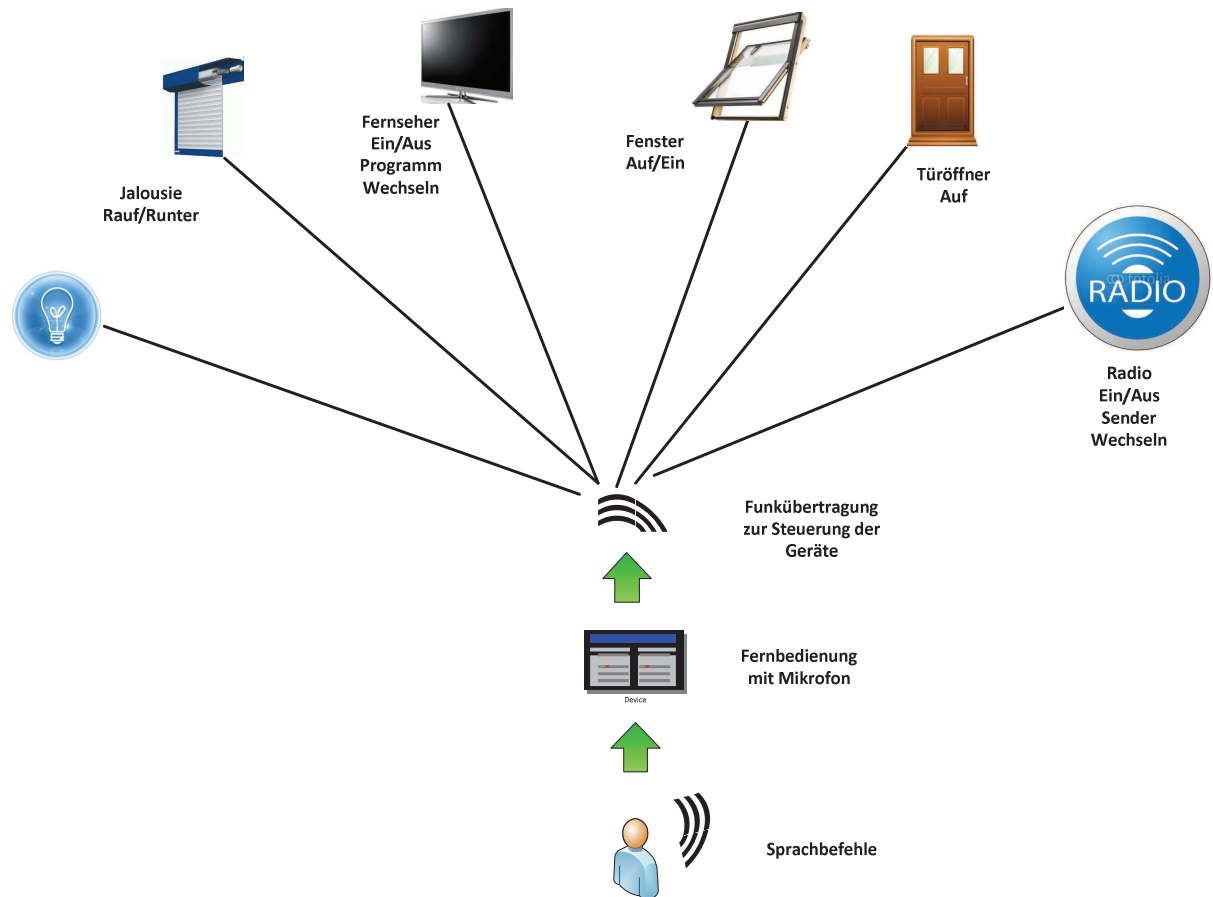 Fernseher
Ein/Aus
Programm
Wechseln
Fenster
Auf/Ein
Türöffner
Auf
Jalousie
Rauf/Runter
fotolia
RADIO
Radio
Ein/Aus
Sender
Wechseln
Funkübertragung
zur Steuerung der
Geräte
Fernbedienung
mit Mikrofon
Device
Sprachbefehle